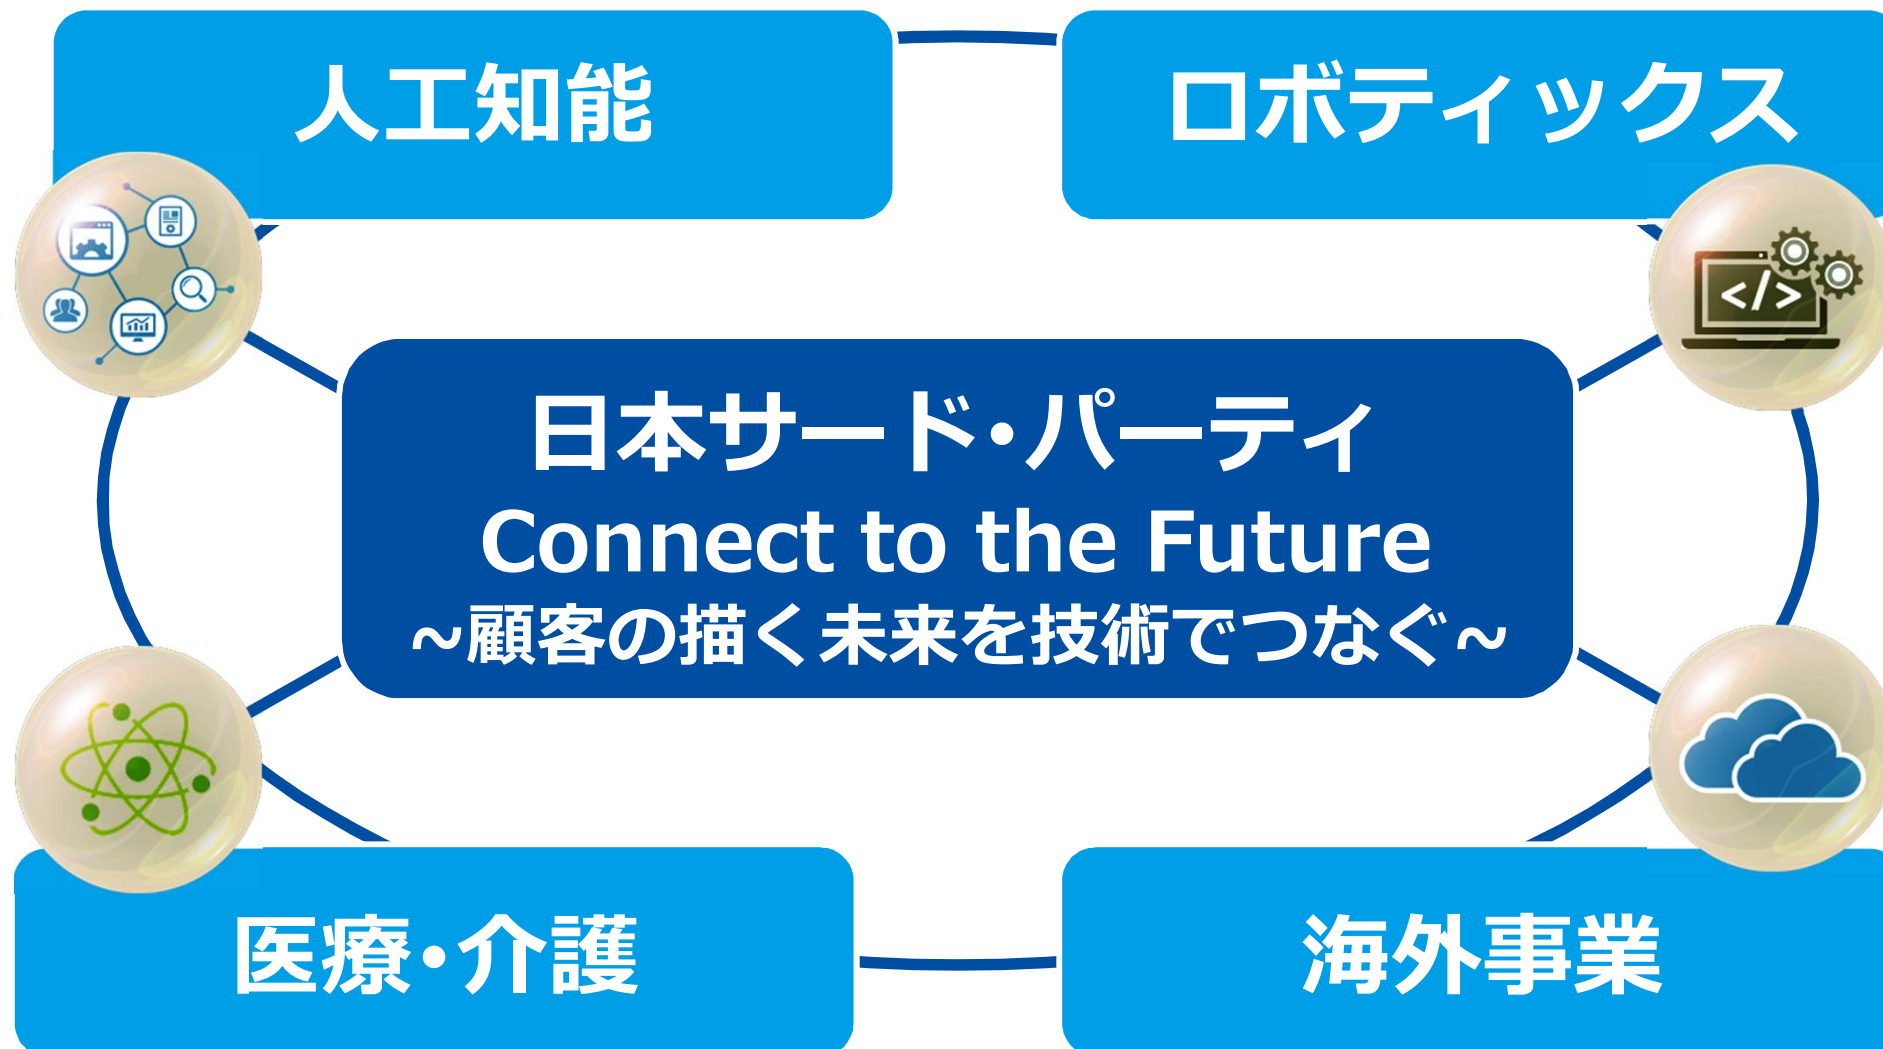 人工知能
ロボティックス
</>
日本サード・パーティ
Connect to the Future
~顧客の描く未来を技術でつなぐ~
医療・介護
海外事業